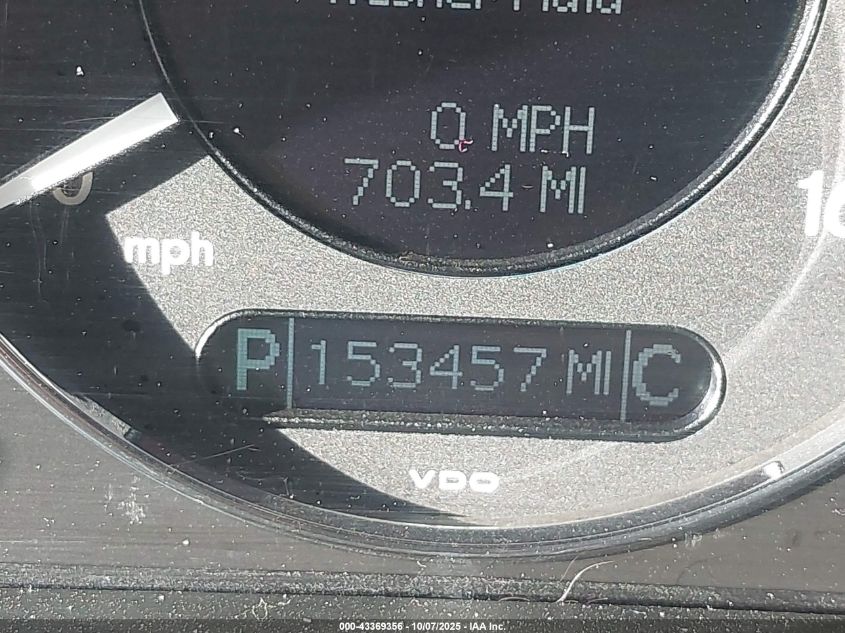 0 MPH
703.4 MI
mph
P 153457 MI C
VDO
000-43369356 - 10/07/2025 - IAA Inc.